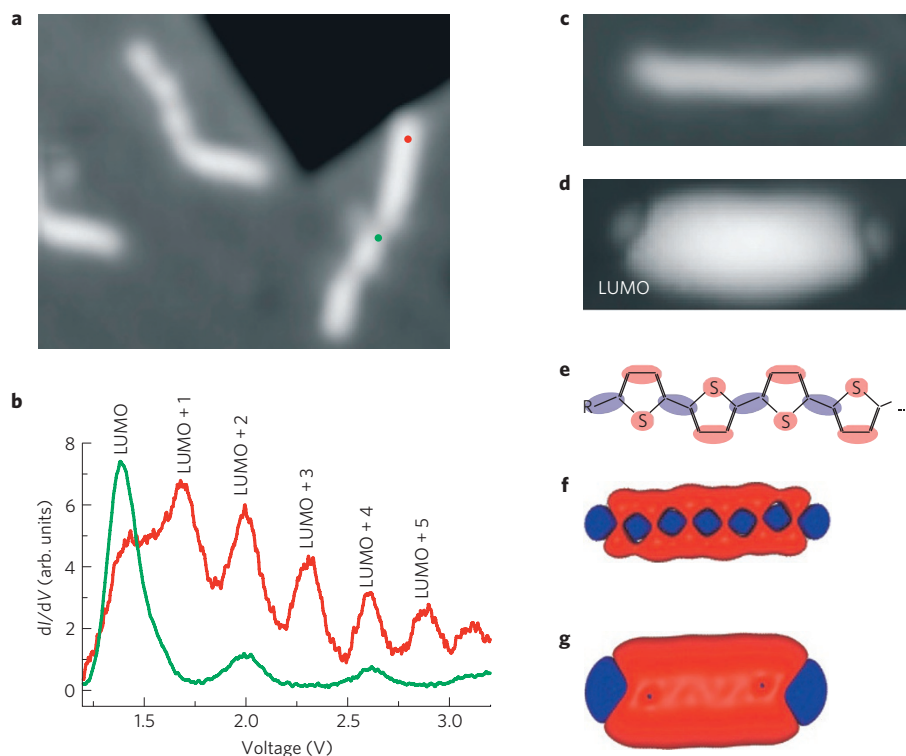 a
b
LUMO
LUMO + 1
LUMO + 2
LUMO + 3
LUMO + 4
LUMO + 5
8
6
4
2
0
dI/dV (arb. units)
1.5
2.0
2.5
3.0
Voltage (V)
c
d
LUMO
e
R
S
S
S
S
...
f
g